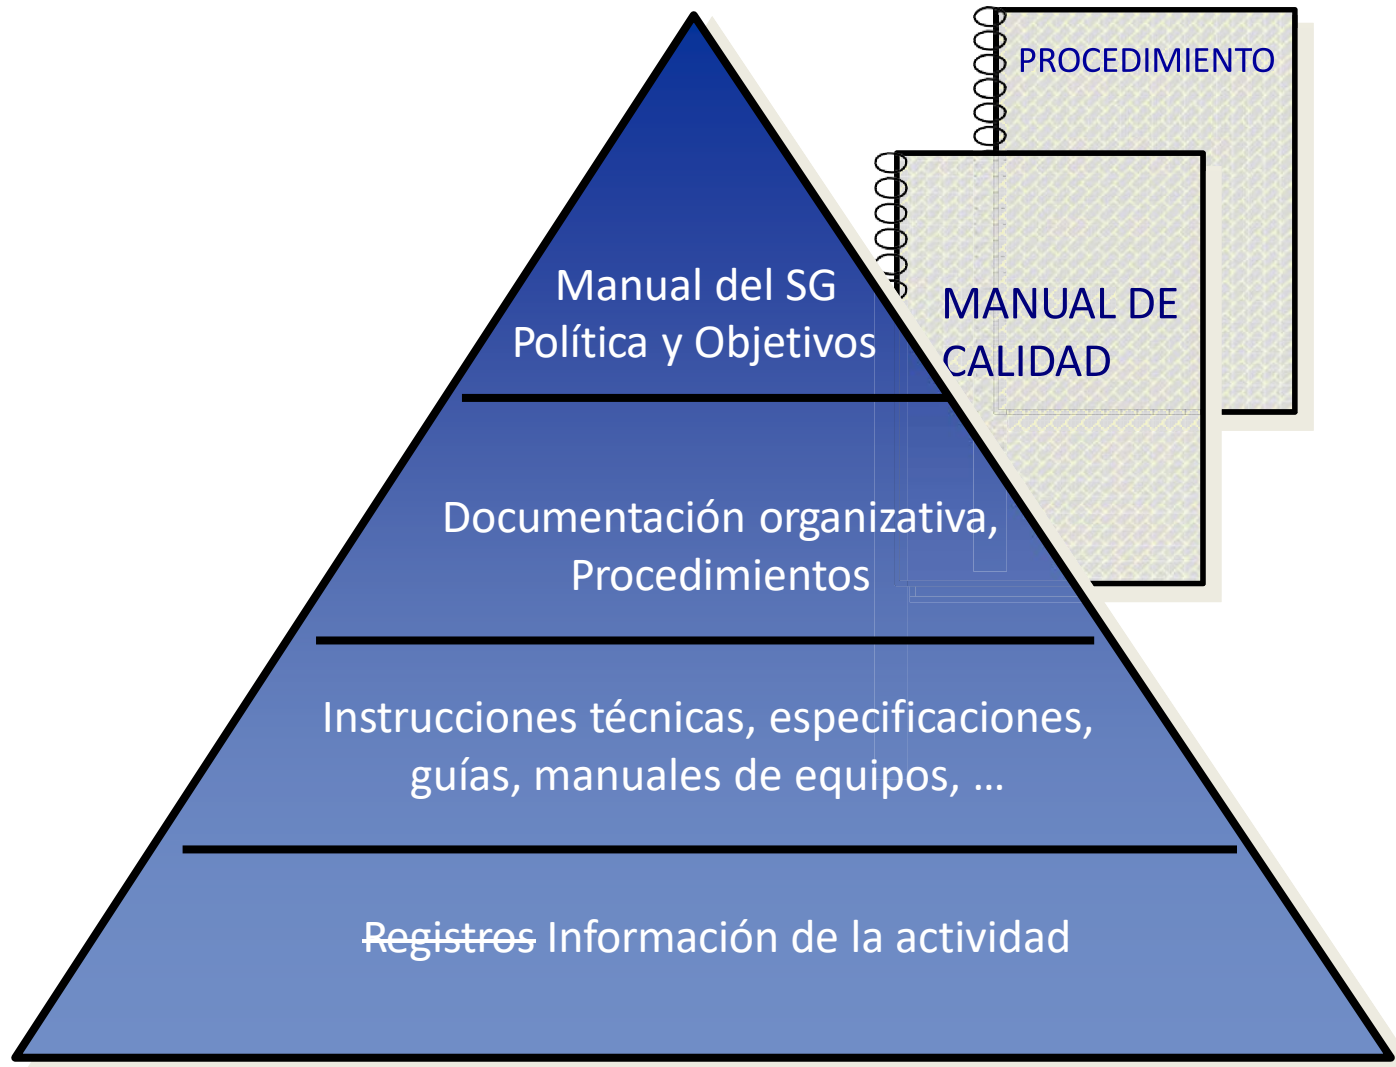 PROCEDIMIENTO
MANUAL DE
CALIDAD
Manual del SG
Política y Objetivos
Documentación organizativa,
Procedimientos
Instrucciones técnicas, especificaciones,
guías, manuales de equipos, ...
Registros Información de la actividad